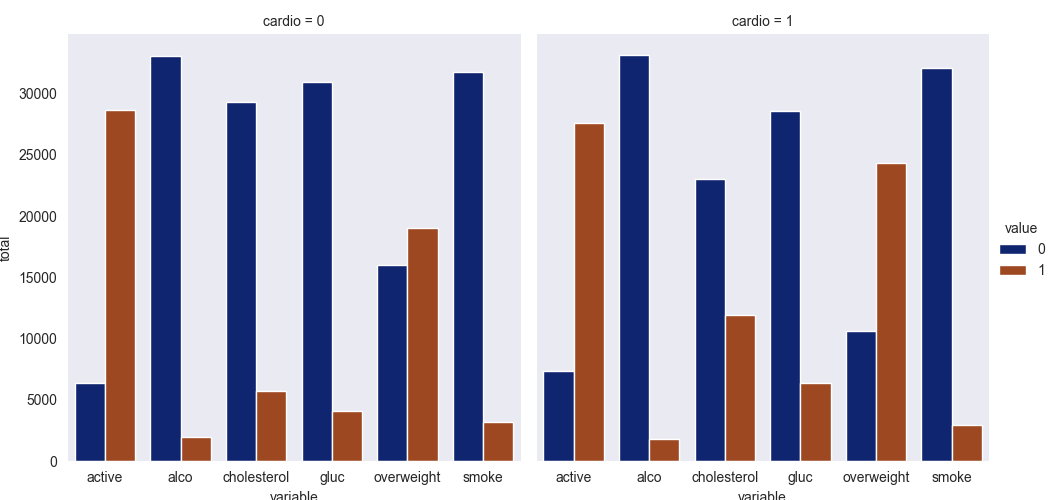 cardio = 0
cardio = 1
30000
25000
20000
15000
10000
5000
0
total
active alco cholesterol gluc overweight smoke
variable
active alco cholesterol gluc overweight smoke
variable
value
0
1